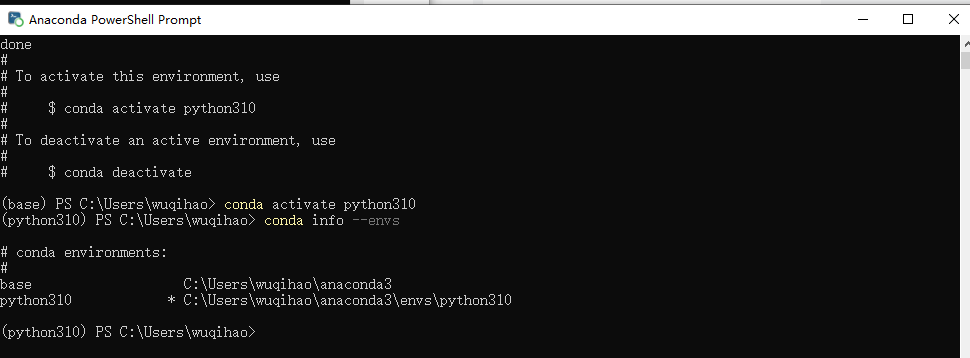 Anaconda PowerShell Prompt
done
#
# To activate this environment, use
#
#     $ conda activate python310
#
# To deactivate an active environment, use
#
#     $ conda deactivate
(base) PS C:\Users\wuqihao> conda activate python310
(python310) PS C:\Users\wuqihao> conda info --envs
# conda environments:
#
base                     C:\Users\wuqihao\anaconda3
python310             *  C:\Users\wuqihao\anaconda3\envs\python310
(python310) PS C:\Users\wuqihao>